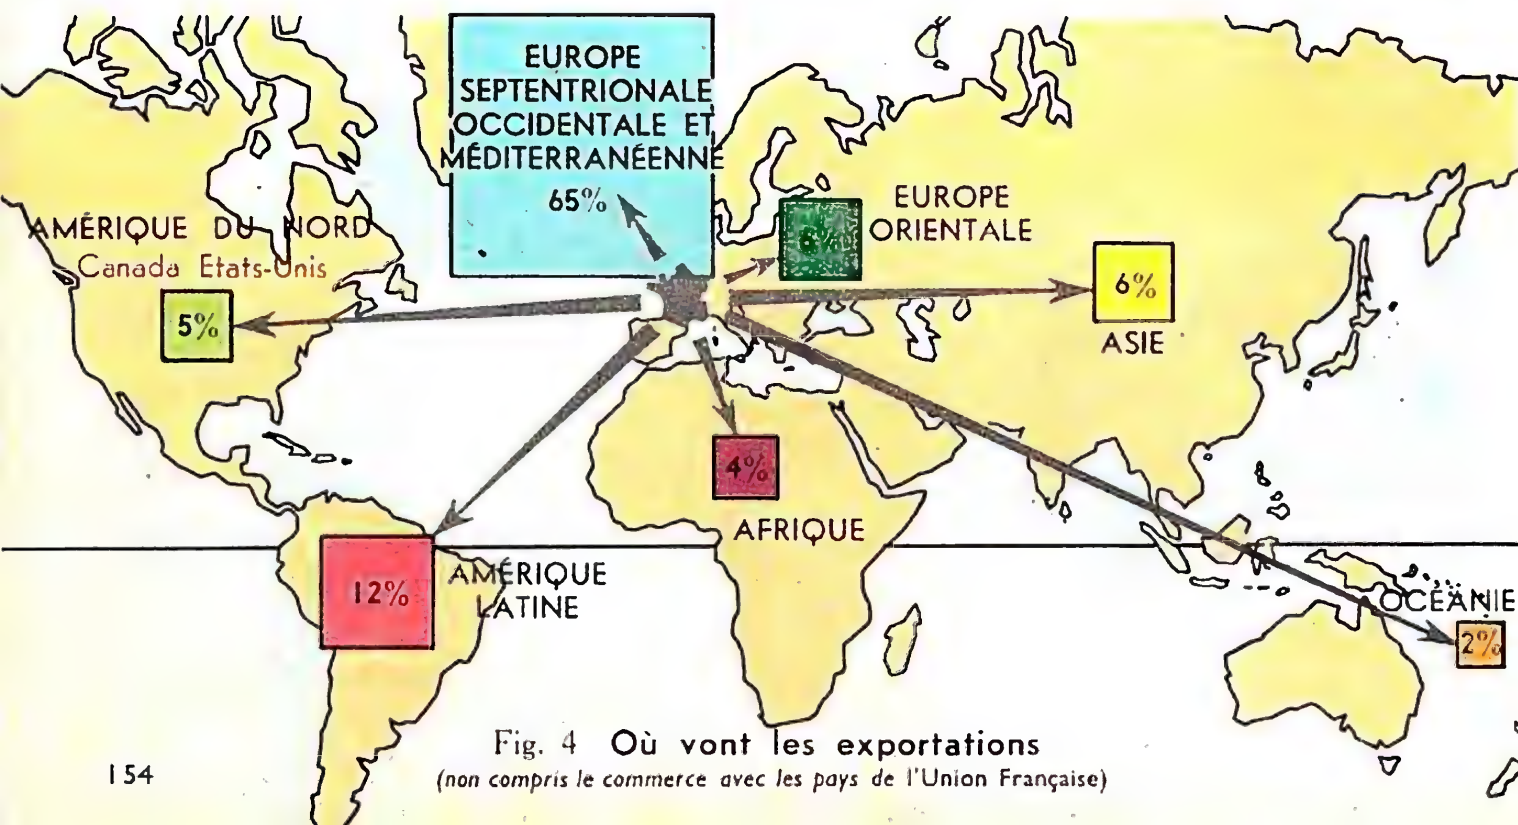 EUROPE
SEPTENTRIONALE
OCCIDENTALE ET
MÉDITERRANÉENNE
65%
AMÉRIQUE DU NORD
Canada Etats-Unis
5%
EUROPE
ORIENTALE
6%
6%
ASIE
4%
AFRIQUE
12%
AMÉRIQUE
LATINE
OCÉANIE
2%
Fig. 4 Où vont les exportations
(non compris le commerce avec les pays de l'Union Française)
154